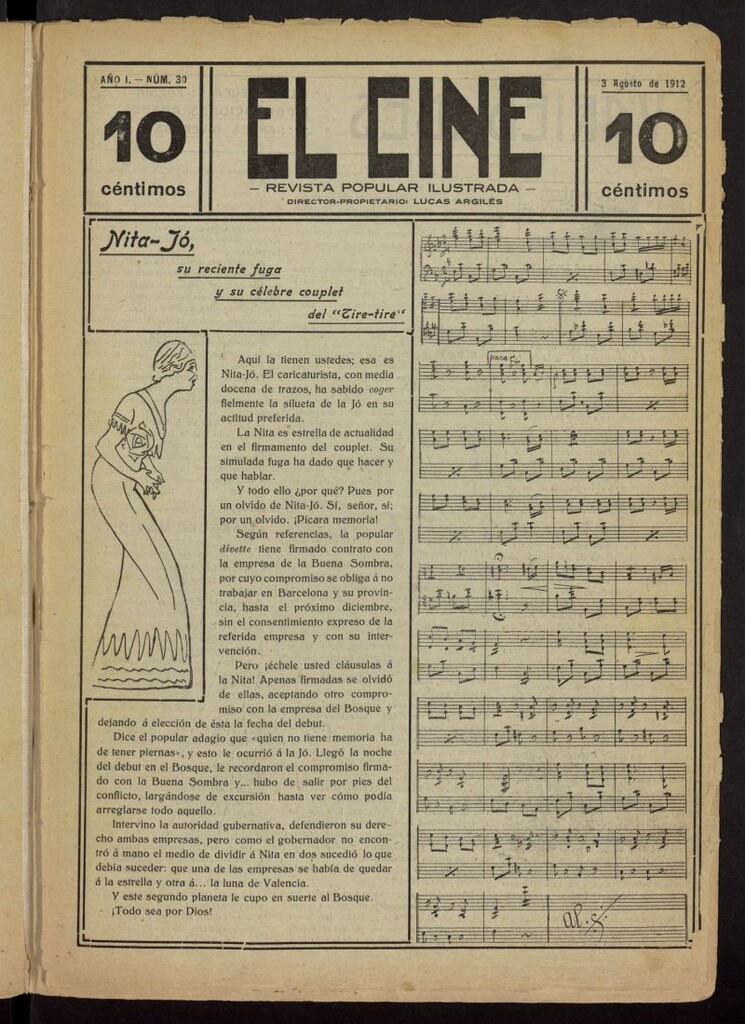 AÑO I. — NÚM. 30
10
céntimos
EL CINE
— REVISTA POPULAR ILUSTRADA —
DIRECTOR-PROPIETARIO: LUCAS ARGILÉS
3 Agosto de 1912
10
céntimos
Nita-Jó,
su reciente fuga
y su célebre couplet
del "Tire-tire"
Aquí la tienen ustedes; esa es
Nita-Jó. El caricaturista, con media
docena de trazos, ha sabido coger
fielmente la silueta de la Jó en su
actitud preferida.
La Nita es estrella de actualidad
en el firmamento del couplet. Su
simulada fuga ha dado que hacer y
que hablar.
Y todo ello ¿por qué? Pues por
un olvido de Nita-Jó. Sí, señor, sí;
por un olvido. ¡Pícara memoria!
Según referencias, la popular
divette tiene firmado contrato con
la empresa de la Buena Sombra,
por cuyo compromiso se obliga á no
trabajar en Barcelona y su provin-
cia, hasta el próximo diciembre,
sin el consentimiento expreso de la
referida empresa y con su inter-
vención.
Pero ¡échele usted cláusulas á
la Nita! Apenas firmadas se olvidó
de ellas, aceptando otro compro-
miso con la empresa del Bosque y
dejando á elección de ésta la fecha del debut.
Dice el popular adagio que «quien no tiene memoria ha
de tener piernas», y esto le ocurrió á la Jó. Llegó la noche
del debut en el Bosque, le recordaron el compromiso firma-
do con la Buena Sombra y... hubo de salir por pies del
conflicto, largándose de excursión hasta ver cómo podía
arreglarse todo aquello.
Intervino la autoridad gubernativa, defendieron su dere-
cho ambas empresas, pero como el gobernador no encon-
tró á mano el medio de dividir á Nita en dos sucedió lo que
debía suceder: que una de las empresas se había de quedar
á la estrella y otra á... la luna de Valencia.
Y este segundo planeta le cupo en suerte al Bosque.
¡Todo sea por Dios!
para Fin